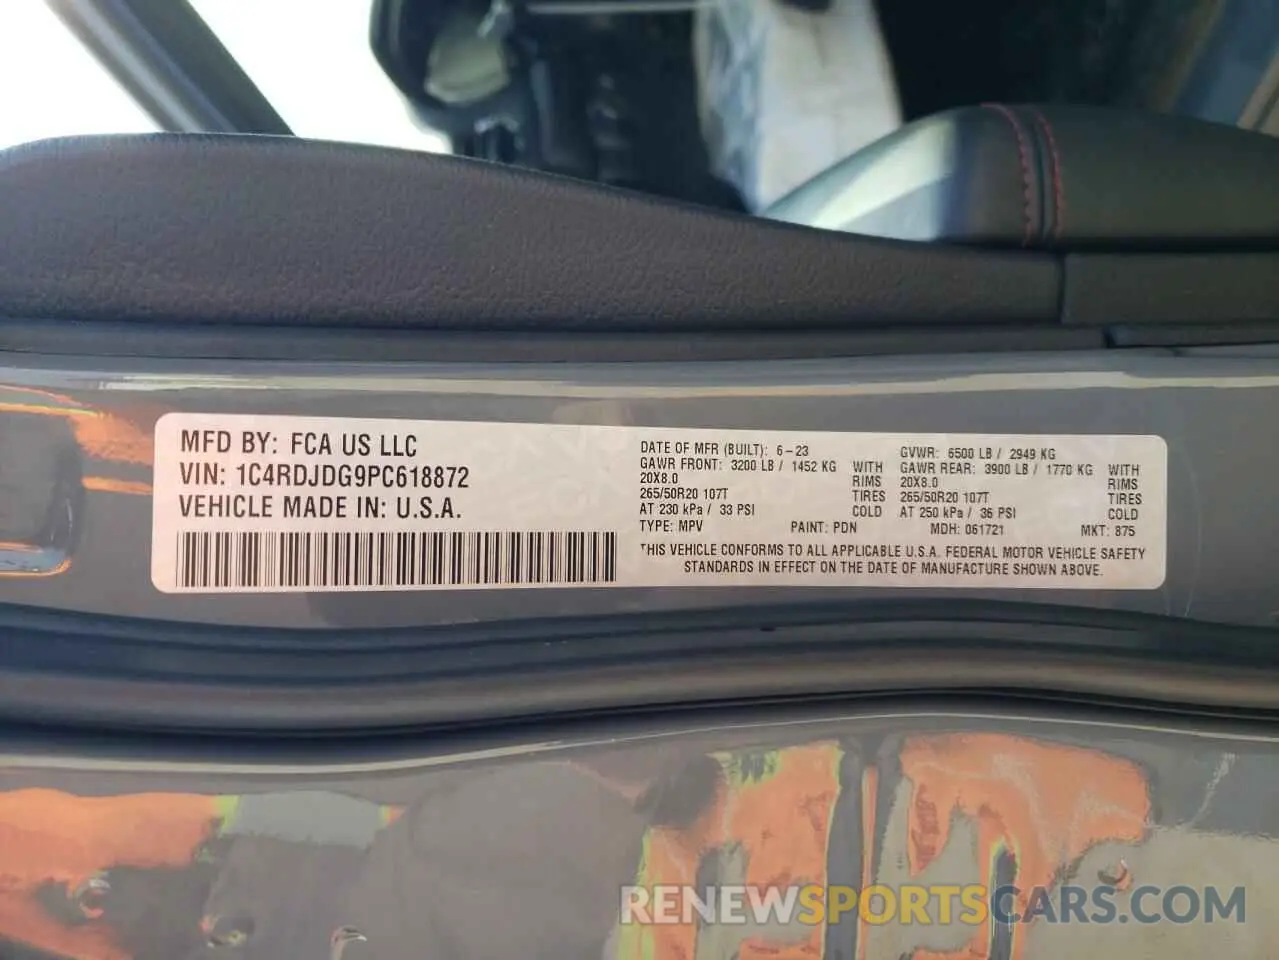 MFD BY: FCA US LLC
VIN: 1C4RDJDG9PC618872
VEHICLE MADE IN: U.S.A.
DATE OF MFR (BUILT): 6-23
GAWR FRONT: 3200 LB / 1452 KG WITH
20X8.0 RIMS
265/50R20 107T TIRES
AT 230 kPa / 33 PSI COLD
TYPE: MPV PAINT: PDN
GVWR: 6500 LB / 2949 KG
GAWR REAR: 3900 LB / 1770 KG WITH
20X8.0 RIMS
265/50R20 107T TIRES
AT 250 kPa / 36 PSI COLD
MDH: 061721 MKT: 875
THIS VEHICLE CONFORMS TO ALL APPLICABLE U.S.A. FEDERAL MOTOR VEHICLE SAFETY
STANDARDS IN EFFECT ON THE DATE OF MANUFACTURE SHOWN ABOVE.
RENEWSPORTSCARS.COM